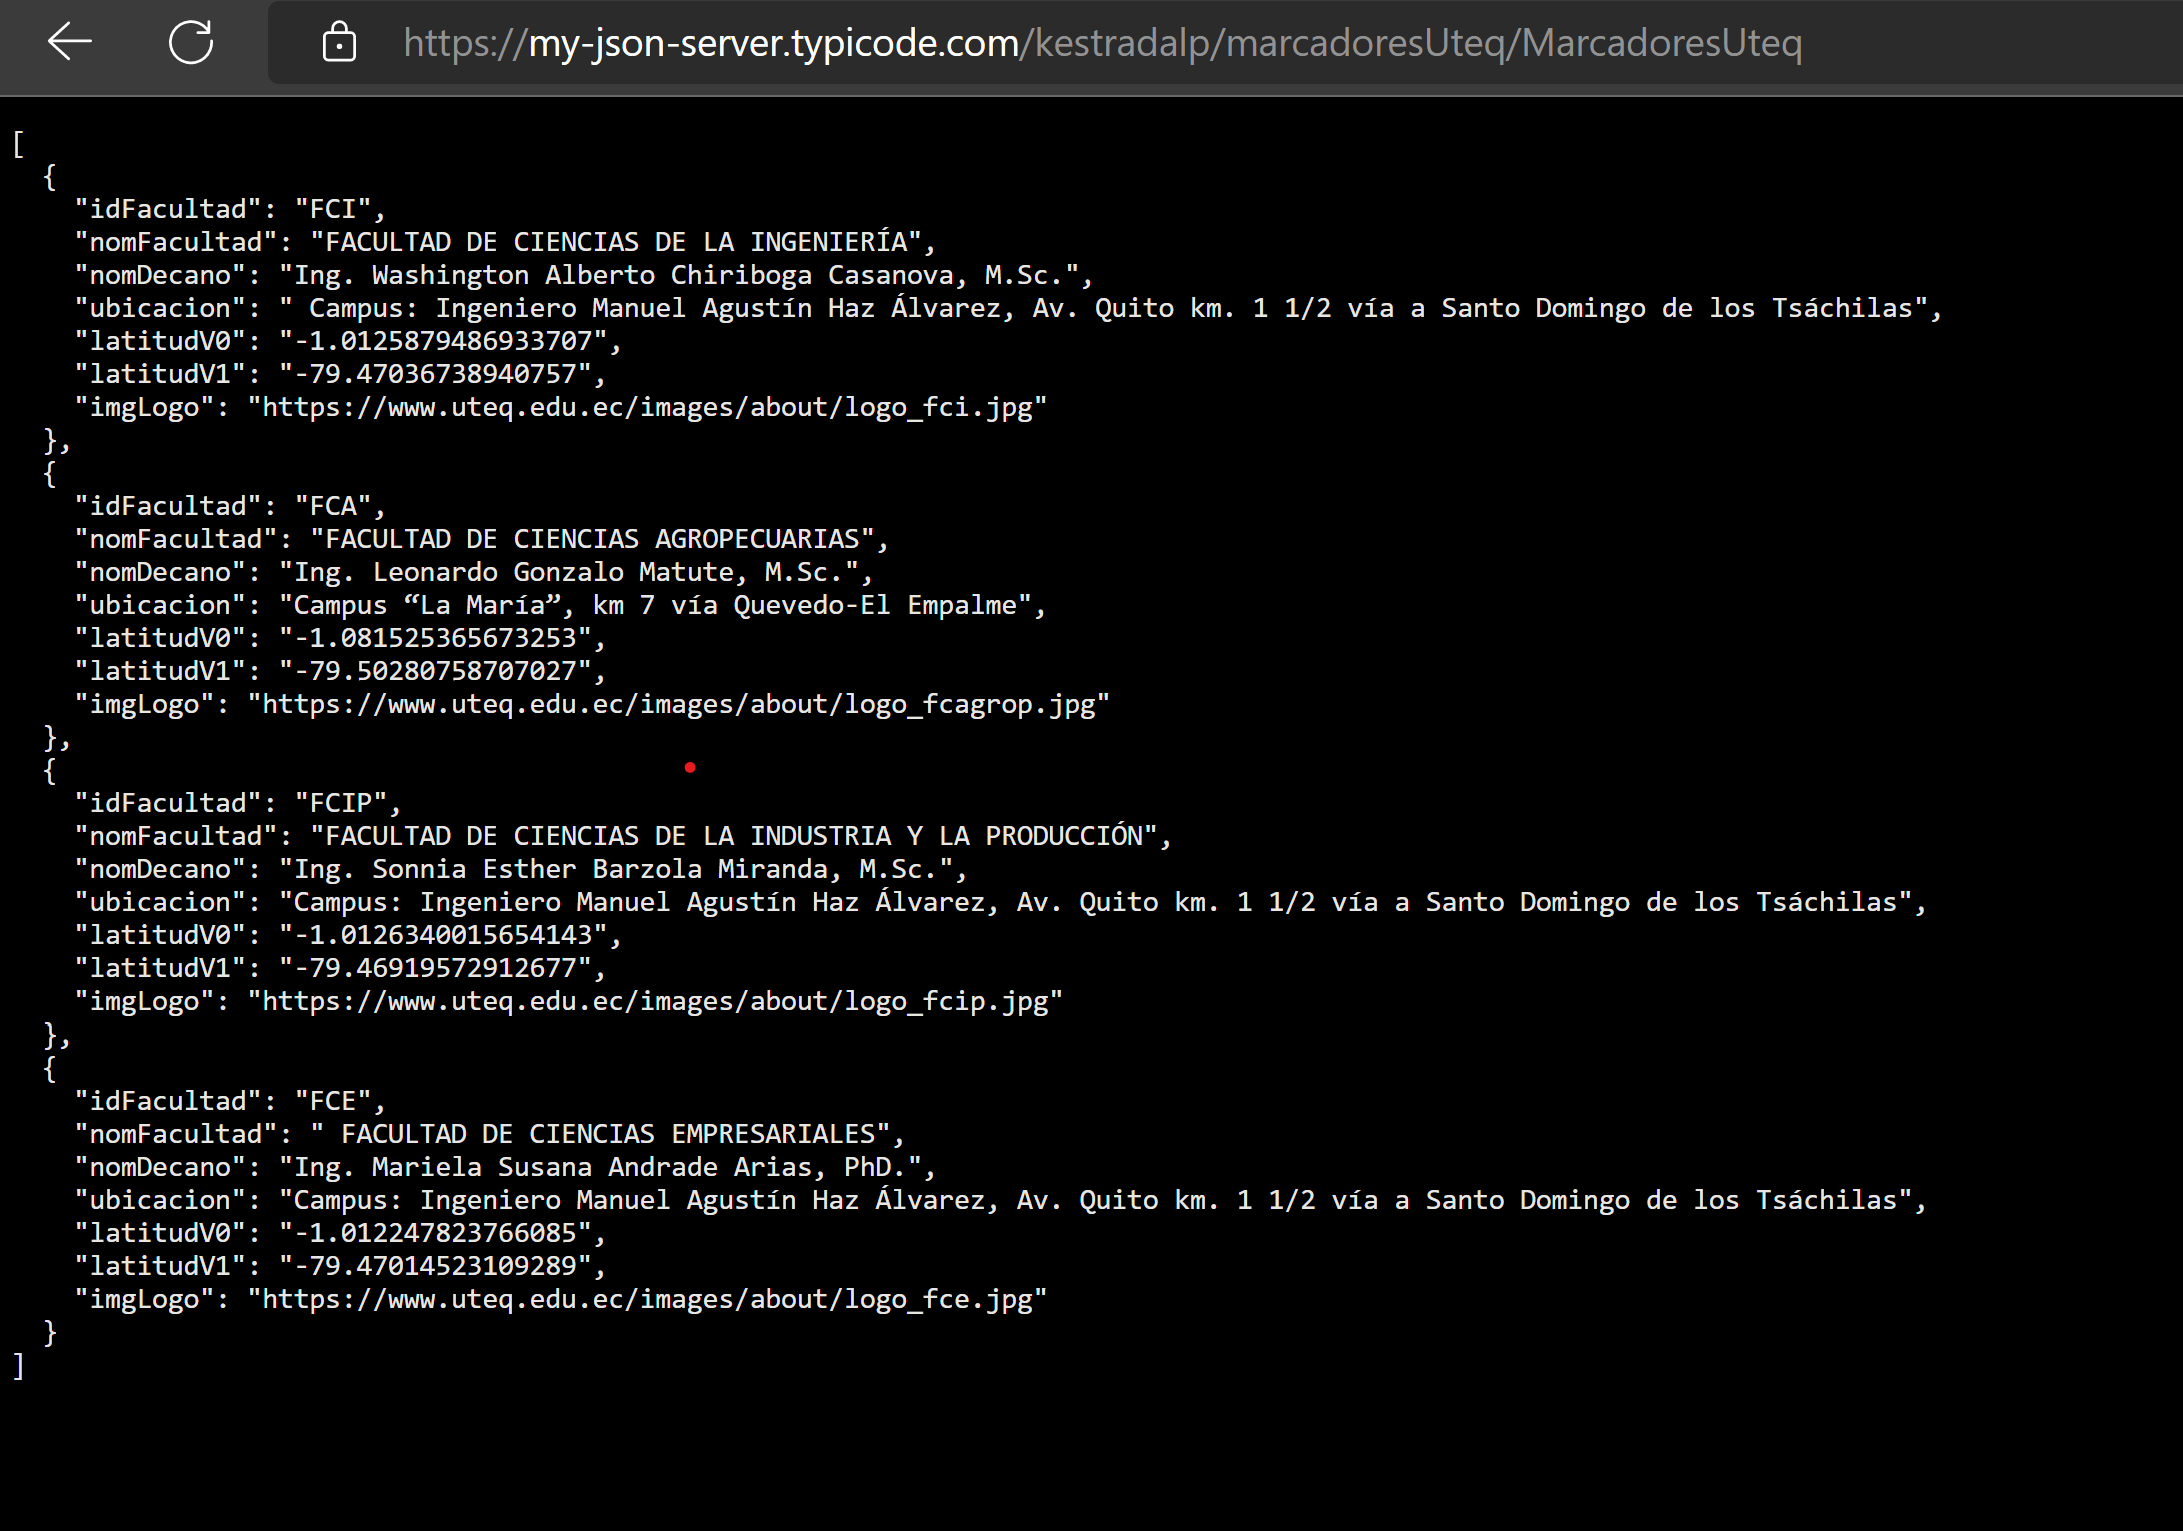 https://my-json-server.typicode.com/kestradalp/marcadoresUteq/MarcadoresUteq
[
  {
    "idFacultad": "FCI",
    "nomFacultad": "FACULTAD DE CIENCIAS DE LA INGENIERÍA",
    "nomDecano": "Ing. Washington Alberto Chiriboga Casanova, M.Sc.",
    "ubicacion": " Campus: Ingeniero Manuel Agustín Haz Álvarez, Av. Quito km. 1 1/2 vía a Santo Domingo de los Tsáchilas",
    "latitudV0": "-1.0125879486933707",
    "latitudV1": "-79.47036738940757",
    "imgLogo": "https://www.uteq.edu.ec/images/about/logo_fci.jpg"
  },
  {
    "idFacultad": "FCA",
    "nomFacultad": "FACULTAD DE CIENCIAS AGROPECUARIAS",
    "nomDecano": "Ing. Leonardo Gonzalo Matute, M.Sc.",
    "ubicacion": "Campus “La María”, km 7 vía Quevedo-El Empalme",
    "latitudV0": "-1.081525365673253",
    "latitudV1": "-79.50280758707027",
    "imgLogo": "https://www.uteq.edu.ec/images/about/logo_fcagrop.jpg"
  },
  {
    "idFacultad": "FCIP",
    "nomFacultad": "FACULTAD DE CIENCIAS DE LA INDUSTRIA Y LA PRODUCCIÓN",
    "nomDecano": "Ing. Sonnia Esther Barzola Miranda, M.Sc.",
    "ubicacion": "Campus: Ingeniero Manuel Agustín Haz Álvarez, Av. Quito km. 1 1/2 vía a Santo Domingo de los Tsáchilas",
    "latitudV0": "-1.0126340015654143",
    "latitudV1": "-79.46919572912677",
    "imgLogo": "https://www.uteq.edu.ec/images/about/logo_fcip.jpg"
  },
  {
    "idFacultad": "FCE",
    "nomFacultad": " FACULTAD DE CIENCIAS EMPRESARIALES",
    "nomDecano": "Ing. Mariela Susana Andrade Arias, PhD.",
    "ubicacion": "Campus: Ingeniero Manuel Agustín Haz Álvarez, Av. Quito km. 1 1/2 vía a Santo Domingo de los Tsáchilas",
    "latitudV0": "-1.012247823766085",
    "latitudV1": "-79.47014523109289",
    "imgLogo": "https://www.uteq.edu.ec/images/about/logo_fce.jpg"
  }
]